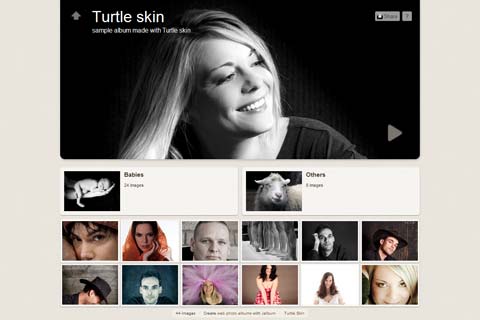 Turtle skin
sample album made with Turtle skin
Share
?
Babies
24 images
Others
8 images
44 images
Create web photo albums with Jalbum
Turtle Skin